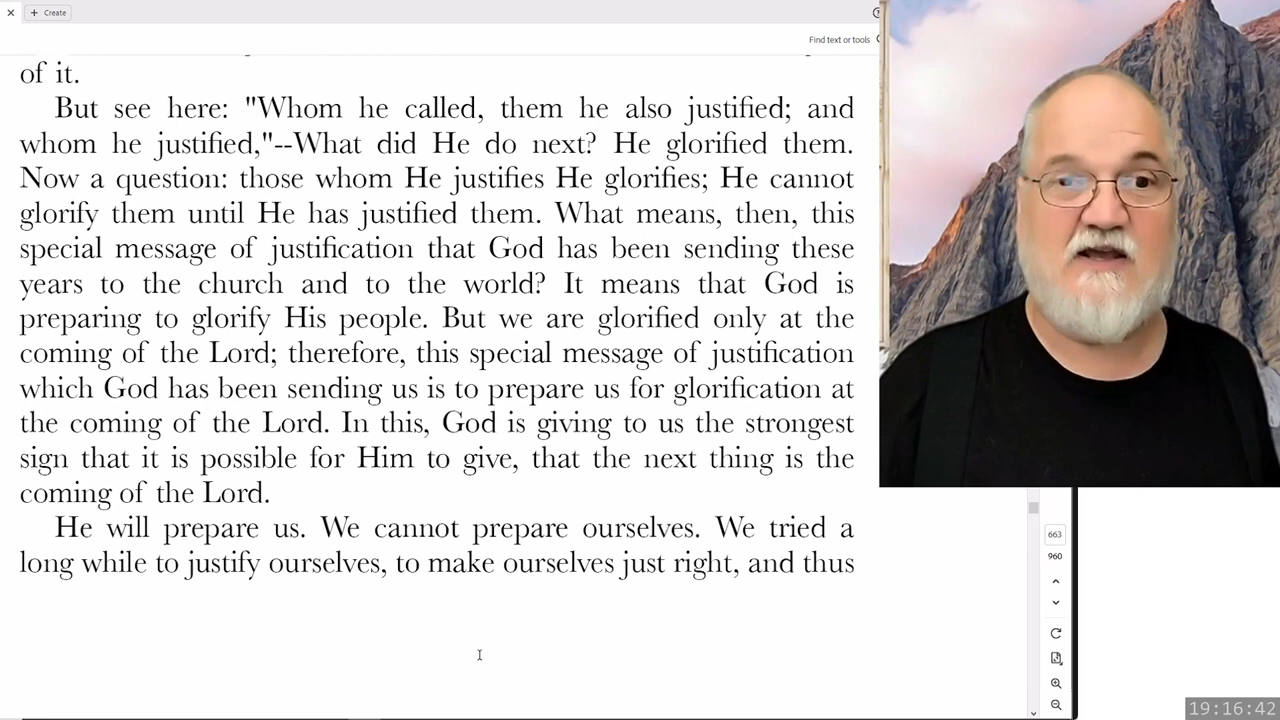 Create
Find text or tools
of it.
But see here: "Whom he called, them he also justified; and
whom he justified,"--What did He do next? He glorified them.
Now a question: those whom He justifies He glorifies; He cannot
glorify them until He has justified them. What means, then, this
special message of justification that God has been sending these
years to the church and to the world? It means that God is
preparing to glorify His people. But we are glorified only at the
coming of the Lord; therefore, this special message of justification
which God has been sending us is to prepare us for glorification at
the coming of the Lord. In this, God is giving to us the strongest
sign that it is possible for Him to give, that the next thing is the
coming of the Lord.
He will prepare us. We cannot prepare ourselves. We tried a
long while to justify ourselves, to make ourselves just right, and thus
663
960
19:16:42